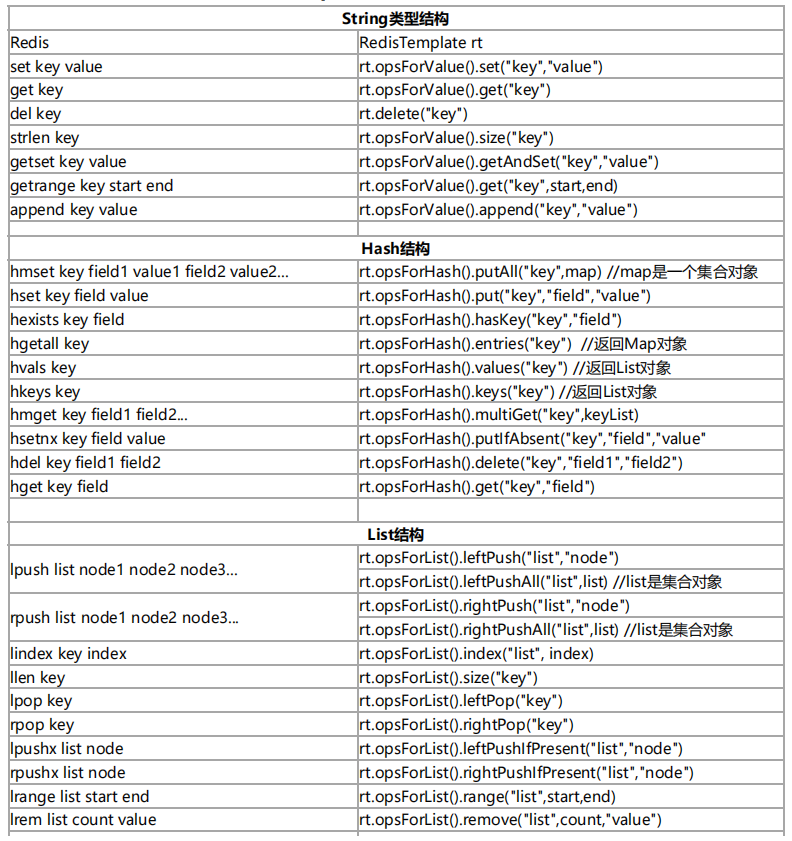 String类型结构
Redis RedisTemplate rt
set key value rt.opsForValue().set("key","value")
get key rt.opsForValue().get("key")
del key rt.delete("key")
strlen key rt.opsForValue().size("key")
getset key value rt.opsForValue().getAndSet("key","value")
getrange key start end rt.opsForValue().get("key",start,end)
append key value rt.opsForValue().append("key","value")
Hash结构
hmset key field1 value1 field2 value2... rt.opsForHash().putAll("key",map) //map是一个集合对象
hset key field value rt.opsForHash().put("key","field","value")
hexists key field rt.opsForHash().hasKey("key","field")
hgetall key rt.opsForHash().entries("key") //返回Map对象
hvals key rt.opsForHash().values("key") //返回List对象
hkeys key rt.opsForHash().keys("key") //返回List对象
hmget key field1 field2... rt.opsForHash().multiGet("key",keyList)
hsetnx key field value rt.opsForHash().putIfAbsent("key","field","value"
hdel key field1 field2 rt.opsForHash().delete("key","field1","field2")
hget key field rt.opsForHash().get("key","field")
List结构
lpush list node1 node2 node3... rt.opsForList().leftPush("list","node")
rt.opsForList().leftPushAll("list",list) //list是集合对象
rpush list node1 node2 node3... rt.opsForList().rightPush("list","node")
rt.opsForList().rightPushAll("list",list) //list是集合对象
lindex key index rt.opsForList().index("list", index)
llen key rt.opsForList().size("key")
lpop key rt.opsForList().leftPop("key")
rpop key rt.opsForList().rightPop("key")
lpushx list node rt.opsForList().leftPushIfPresent("list","node")
rpushx list node rt.opsForList().rightPushIfPresent("list","node")
lrange list start end rt.opsForList().range("list",start,end)
lrem list count value rt.opsForList().remove("list",count,"value")